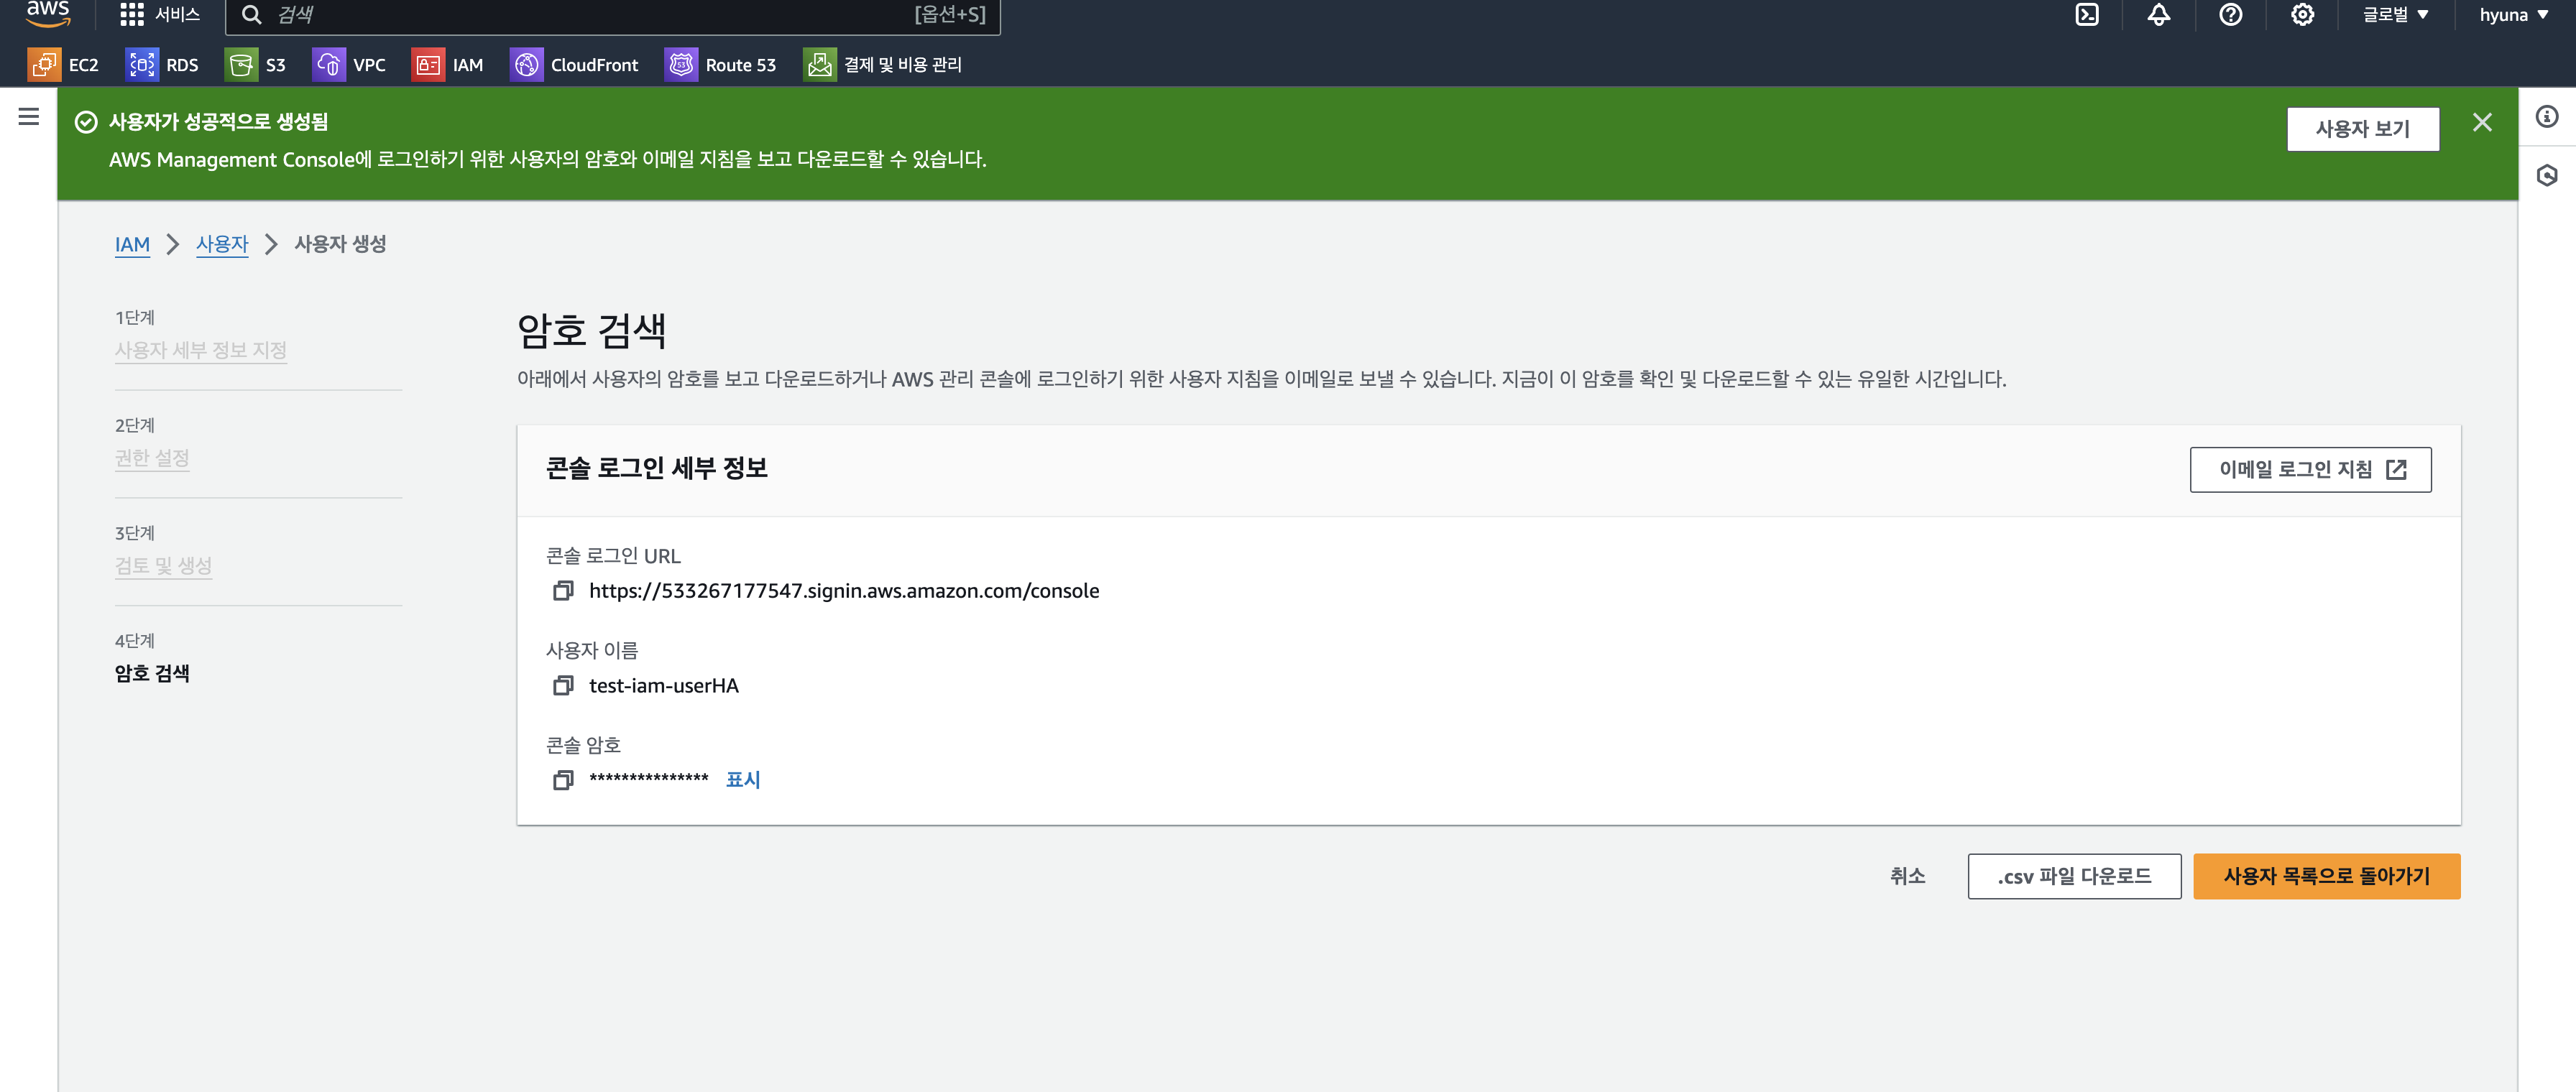 aws
서비스
검색
[옵션+S]
글로벌
hyuna
EC2
RDS
S3
VPC
IAM
CloudFront
Route 53
결제 및 비용 관리
사용자가 성공적으로 생성됨
AWS Management Console에 로그인하기 위한 사용자의 암호와 이메일 지침을 보고 다운로드할 수 있습니다.
사용자 보기
IAM
사용자
사용자 생성
1단계
사용자 세부 정보 지정
2단계
권한 설정
3단계
검토 및 생성
4단계
암호 검색
암호 검색
아래에서 사용자의 암호를 보고 다운로드하거나 AWS 관리 콘솔에 로그인하기 위한 사용자 지침을 이메일로 보낼 수 있습니다. 지금이 이 암호를 확인 및 다운로드할 수 있는 유일한 시간입니다.
콘솔 로그인 세부 정보
이메일 로그인 지침
콘솔 로그인 URL
https://533267177547.signin.aws.amazon.com/console
사용자 이름
test-iam-userHA
콘솔 암호
*************** 표시
취소
.csv 파일 다운로드
사용자 목록으로 돌아가기